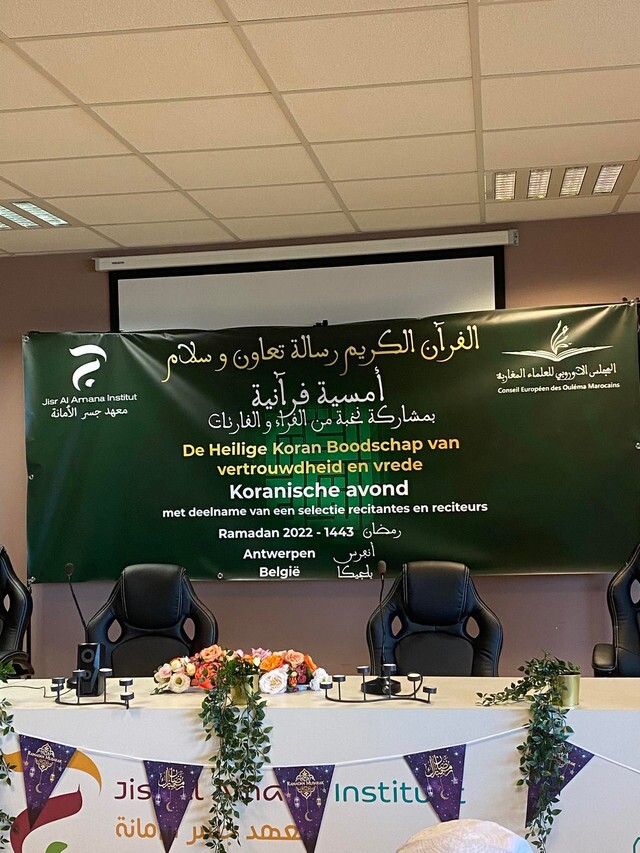 القرآن الكريم رسالة تعاون و سلام
أمسية قرآنية
بمشاركة نخبة من القراء و القارئات
De Heilige Koran Boodschap van
vertrouwdheid en vrede
Koranische avond
met deelname van een selectie recitantes en reciteurs
Ramadan 2022 - 1443 رمضان
Antwerpen أنفرس
België بلجيكا
Jisr Al Amana Institut
معهد جسر الأمانة
المجلس الأوروبي للعلماء المغاربة
Conseil Européen des Ouléma Marocains
Institut
معهد جسر الأمانة